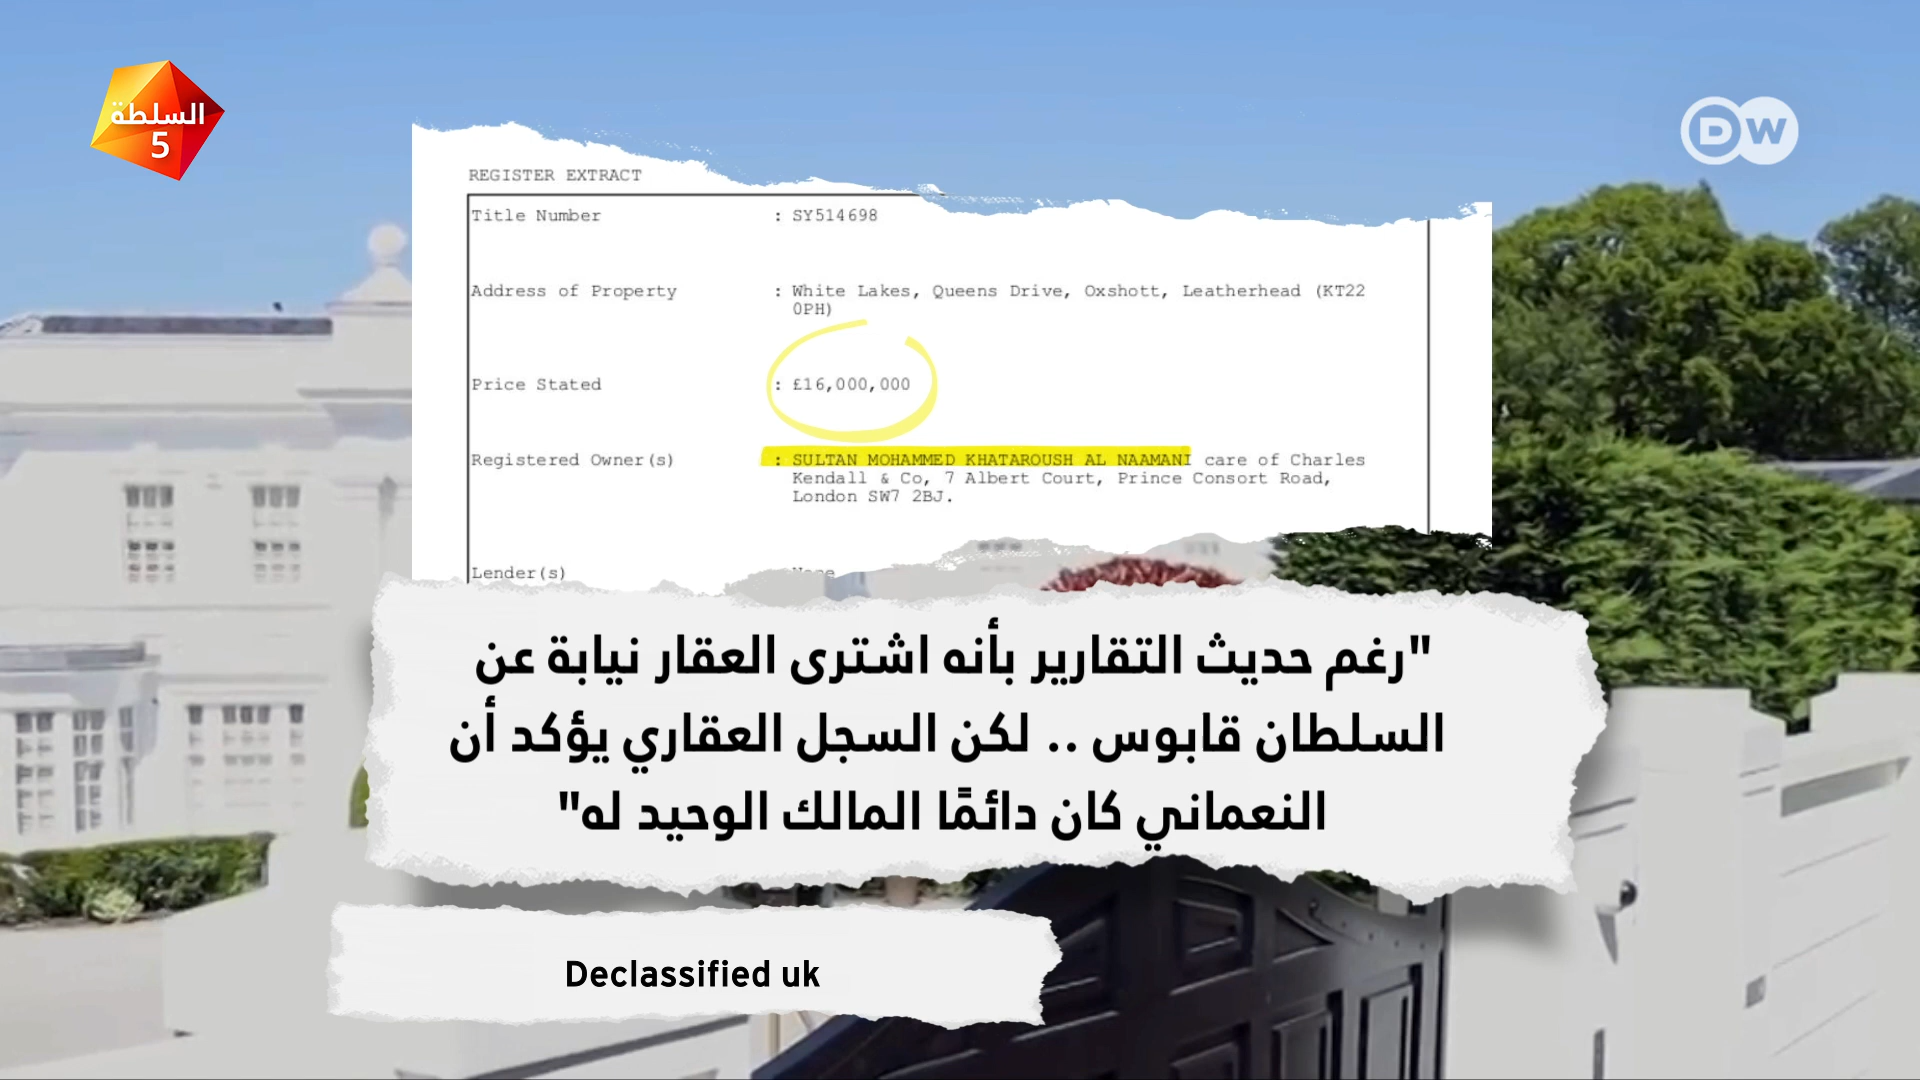 السلطة
5
DW
REGISTER EXTRACT
Title Number : SY514698
Address of Property : White Lakes, Queens Drive, Oxshott, Leatherhead (KT22
0PH)
Price Stated : £16,000,000
Registered Owner(s) : SULTAN MOHAMMED KHATAROUSH AL NAAMANI care of Charles
Kendall & Co, 7 Albert Court, Prince Consort Road,
London SW7 2BJ.
Lender(s) : None
"رغم حديث التقارير بأنه اشترى العقار نيابة عن
السلطان قابوس .. لكن السجل العقاري يؤكد أن
النعماني كان دائمًا المالك الوحيد له"
Declassified uk